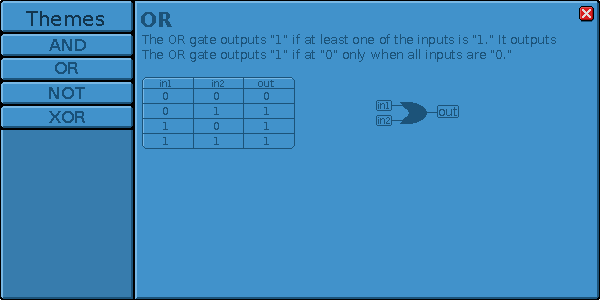 Themes
AND
OR
NOT
XOR
OR
The OR gate outputs "1" if at least one of the inputs is "1." It outputs
The OR gate outputs "1" if at "0" only when all inputs are "0."
in1 in2 out
0 0 0
0 1 1
1 0 1
1 1 1
in1
out
in2